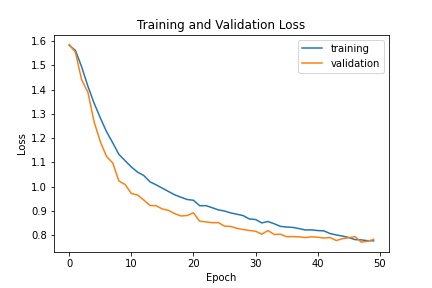 Training and Validation Loss
training
validation
Loss
1.6
1.5
1.4
1.3
1.2
1.1
1.0
0.9
0.8
0 10 20 30 40 50
Epoch